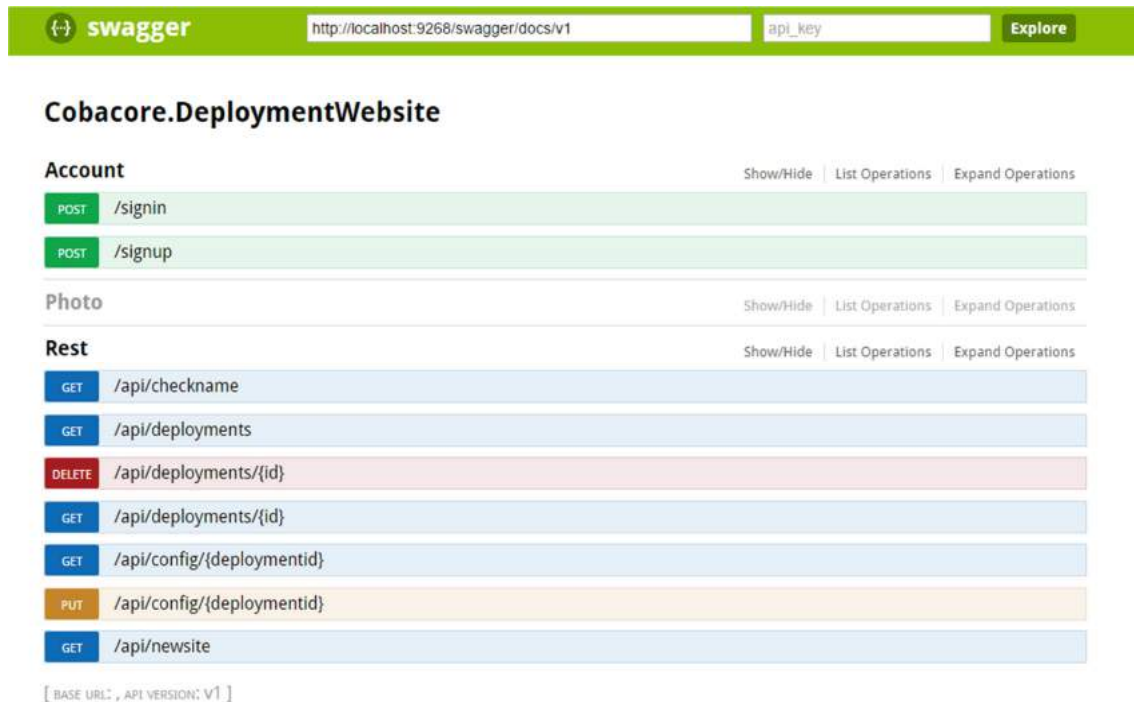 {··} swagger http://localhost:9268/swagger/docs/v1 api_key Explore
Cobacore.DeploymentWebsite
Account Show/Hide List Operations Expand Operations
POST /signin
POST /signup
Photo Show/Hide List Operations Expand Operations
Rest Show/Hide List Operations Expand Operations
GET /api/checkname
GET /api/deployments
DELETE /api/deployments/{id}
GET /api/deployments/{id}
GET /api/config/{deploymentid}
PUT /api/config/{deploymentid}
GET /api/newsite
[ BASE URL: , API VERSION: V1 ]